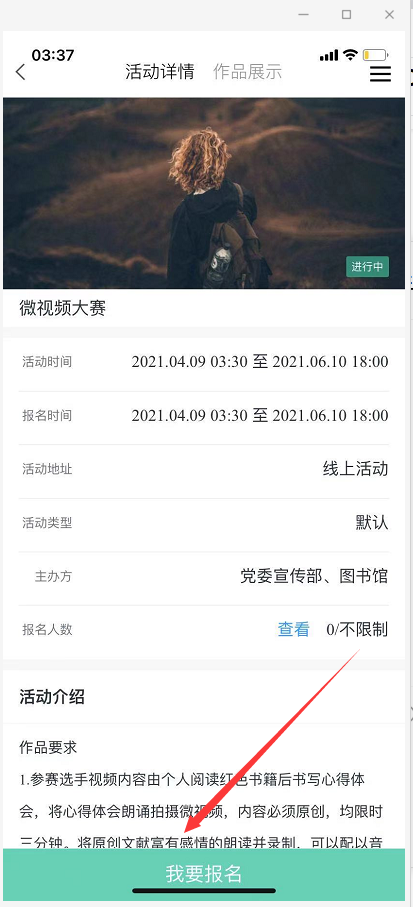 03:37
活动详情 作品展示
进行中
微视频大赛
活动时间 2021.04.09 03:30 至 2021.06.10 18:00
报名时间 2021.04.09 03:30 至 2021.06.10 18:00
活动地址 线上活动
活动类型 默认
主办方 党委宣传部、图书馆
报名人数 查看 0/不限制
活动介绍
作品要求
1.参赛选手视频内容由个人阅读红色书籍后书写心得体
会，将心得体会朗诵拍摄微视频，内容必须原创，均限时
三分钟。将原创文献富有感情的朗读并录制，可以配以音
我要报名